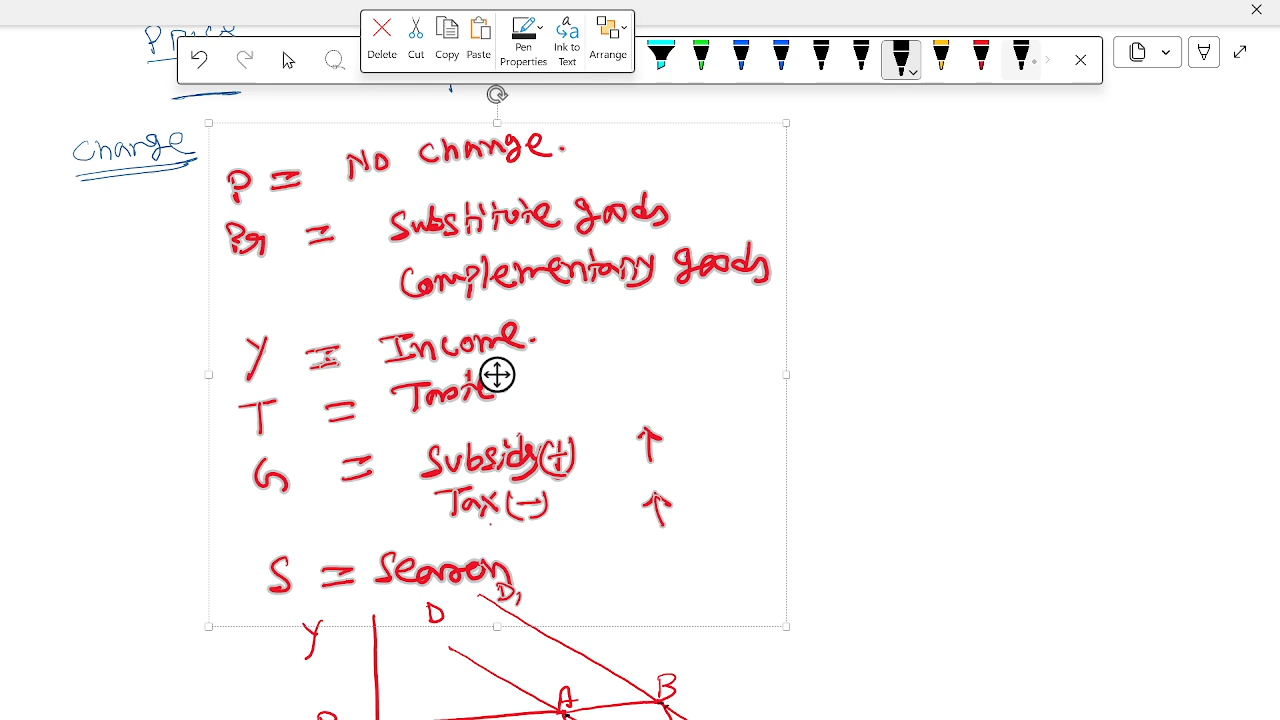 Delete Cut Copy Paste Pen Properties Ink to Text Arrange
Price
Change
P = No change.
Pr = Substitute goods
Complementary goods
Y = Income.
T = Taste
G = Subsidy(+) ↑
Tax(-) ↑
S = Season
D D1
Y
A B